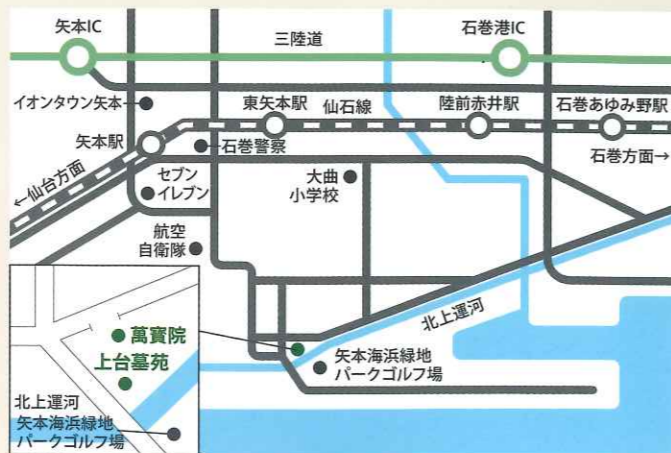 矢本IC
三陸道
石巻港IC
イオンタウン矢本
東矢本駅
仙石線
陸前赤井駅
石巻あゆみ野駅
矢本駅
石巻警察
石巻方面→
←仙台方面
セブン
イレブン
大曲
小学校
航空
自衛隊
北上運河
萬寳院
上台墓苑
矢本海浜緑地
パークゴルフ場
北上運河
矢本海浜緑地
パークゴルフ場